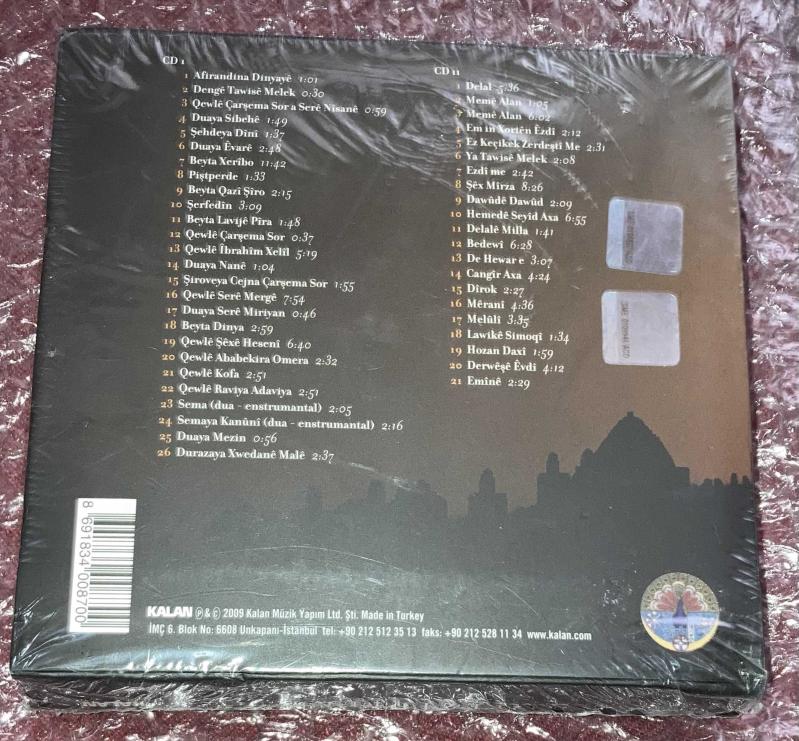 CD 1
1 Afirandina Dinyayê 1:01
2 Dengê Tawisê Melek 0:30
3 Qewlê Çarşema Sor a Serê Nîsanê 0:59
4 Duaya Sibehê 1:49
5 Şehdeya Dînî 1:37
6 Duaya Êvarê 2:48
7 Beyta Xerîbo 11:42
8 Piştperde 1:33
9 Beyta Qazî Şiro 2:15
10 Şerfedîn 3:09
11 Beyta Lavijê Pîra 1:48
12 Qewlê Çarşema Sor 0:37
13 Qewlê Îbrahîm Xelîl 5:19
14 Duaya Nanê 1:04
15 Şiroveya Cejna Çarşema Sor 1:55
16 Qewlê Serê Mergê 7:54
17 Duaya Serê Miriyan 0:46
18 Beyta Dinya 2:59
19 Qewlê Şêxê Hesenî 6:40
20 Qewlê Ababekira Omera 2:32
21 Qewlê Kofa 2:51
22 Qewlê Raviya Adaviya 2:51
23 Sema (dua - enstrumantal) 2:05
24 Semaya Kanûnî (dua - enstrumantal) 2:16
25 Duaya Mezin 0:56
26 Durazaya Xwedanê Malê 2:37
CD 11
1 Delal 5:36
2 Memê Alan 1:05
3 Memê Alan 6:02
4 Em in Xortên Êzdî 2:12
5 Ez Keçikek Zerdeştî Me 2:31
6 Ya Tawisê Melek 2:08
7 Ezdî me 2:42
8 Şêx Mirza 8:26
9 Dawûdê Dawûd 2:09
10 Hemedê Seyîd Axa 6:55
11 Delalê Milla 1:41
12 Bedewî 6:28
13 De Hewar e 3:07
14 Cangîr Axa 4:24
15 Dîrok 2:27
16 Mêranî 4:36
17 Melûlî 3:35
18 Lawikê Simoqî 1:34
19 Hozan Daxî 1:59
20 Derwêşê Êvdî 4:12
21 Emînê 2:29
8 691834 008700
KALAN ℗ & © 2009 Kalan Müzik Yapım Ltd. Şti. Made in Turkey
İMÇ 6. Blok No: 6608 Unkapanı-İstanbul tel: +90 212 512 35 13 faks: +90 212 528 11 34 www.kalan.com